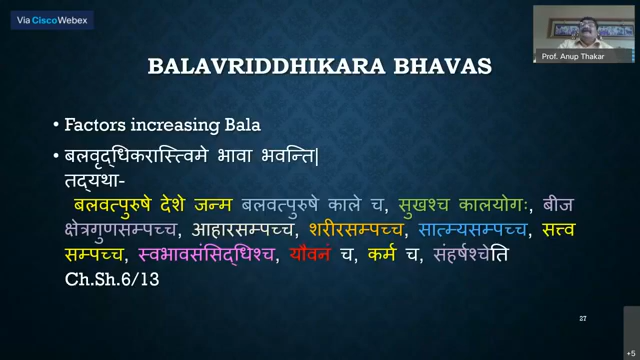 Via Cisco Webex
Prof. Anup Thakar
BALAVRIDDHIKARA BHAVAS
• Factors increasing Bala
• बलवृद्धिकरास्त्विमे भावा भवन्ति|
तद्यथा-
बलवत्पुरुषे देशे जन्म बलवत्पुरुषे काले च, सुखश्च कालयोगः, बीज
क्षेत्रगुणसम्पच्च, आहारसम्पच्च, शरीरसम्पच्च, सात्म्यसम्पच्च, सत्त्व
सम्पच्च, स्वभावसंसिद्धिश्च, यौवनं च, कर्म च, संहर्षश्चेति
Ch.Sh.6/13
27
+5